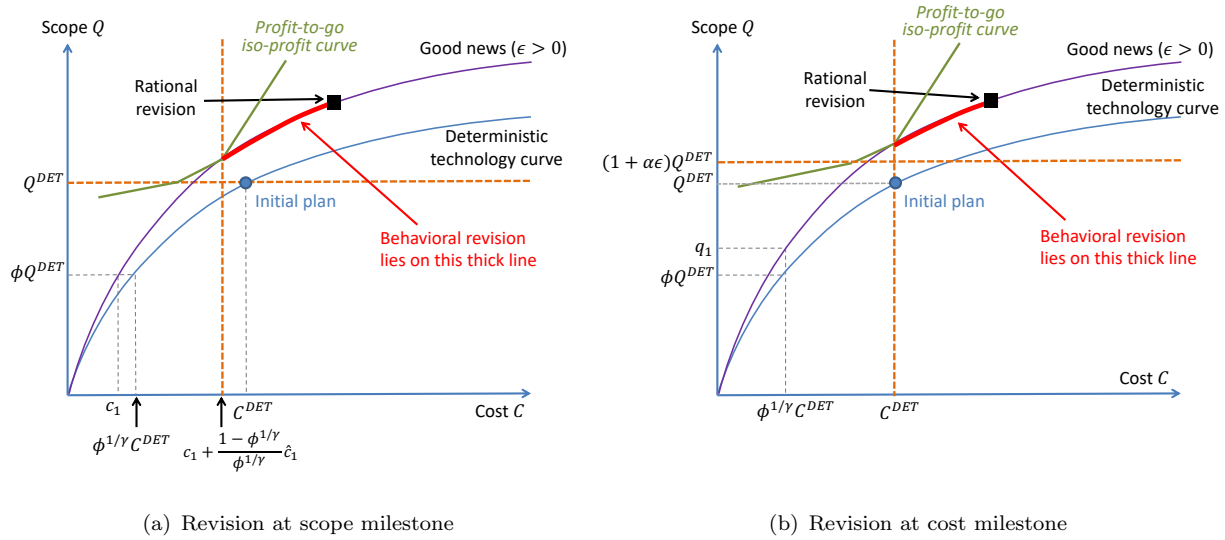 Scope Q
Profit-to-go
iso-profit curve
Good news (ϵ > 0)
Rational
revision
Deterministic
technology curve
Q^DET
Initial plan
Behavioral revision
lies on this thick line
ϕQ^DET
c₁
C^DET
Cost C
ϕ^1/γ C^DET
c₁ + (1 − ϕ^1/γ)/ϕ^1/γ ĉ₁
(a) Revision at scope milestone
Scope Q
Profit-to-go
iso-profit curve
Good news (ϵ > 0)
Rational
revision
Deterministic
technology curve
(1 + αϵ)Q^DET
Q^DET
Initial plan
q₁
Behavioral revision
lies on this thick line
ϕQ^DET
Cost C
ϕ^1/γ C^DET
C^DET
(b) Revision at cost milestone